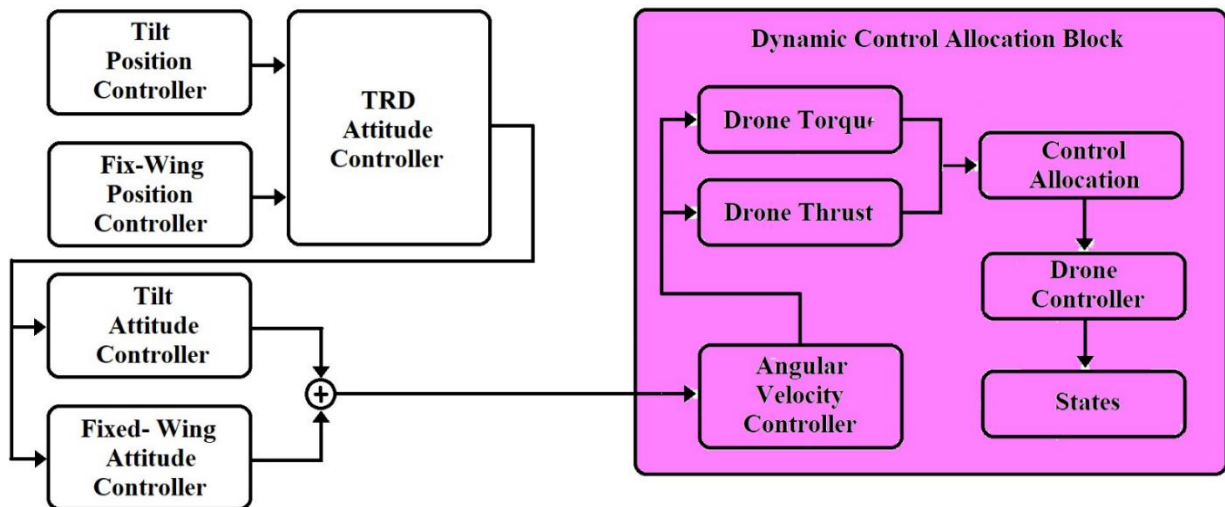 Tilt
Position
Controller
Fix-Wing
Position
Controller
TRD
Attitude
Controller
Tilt
Attitude
Controller
Fixed- Wing
Attitude
Controller
+
Dynamic Control Allocation Block
Drone Torque
Drone Thrust
Angular
Velocity
Controller
Control
Allocation
Drone
Controller
States